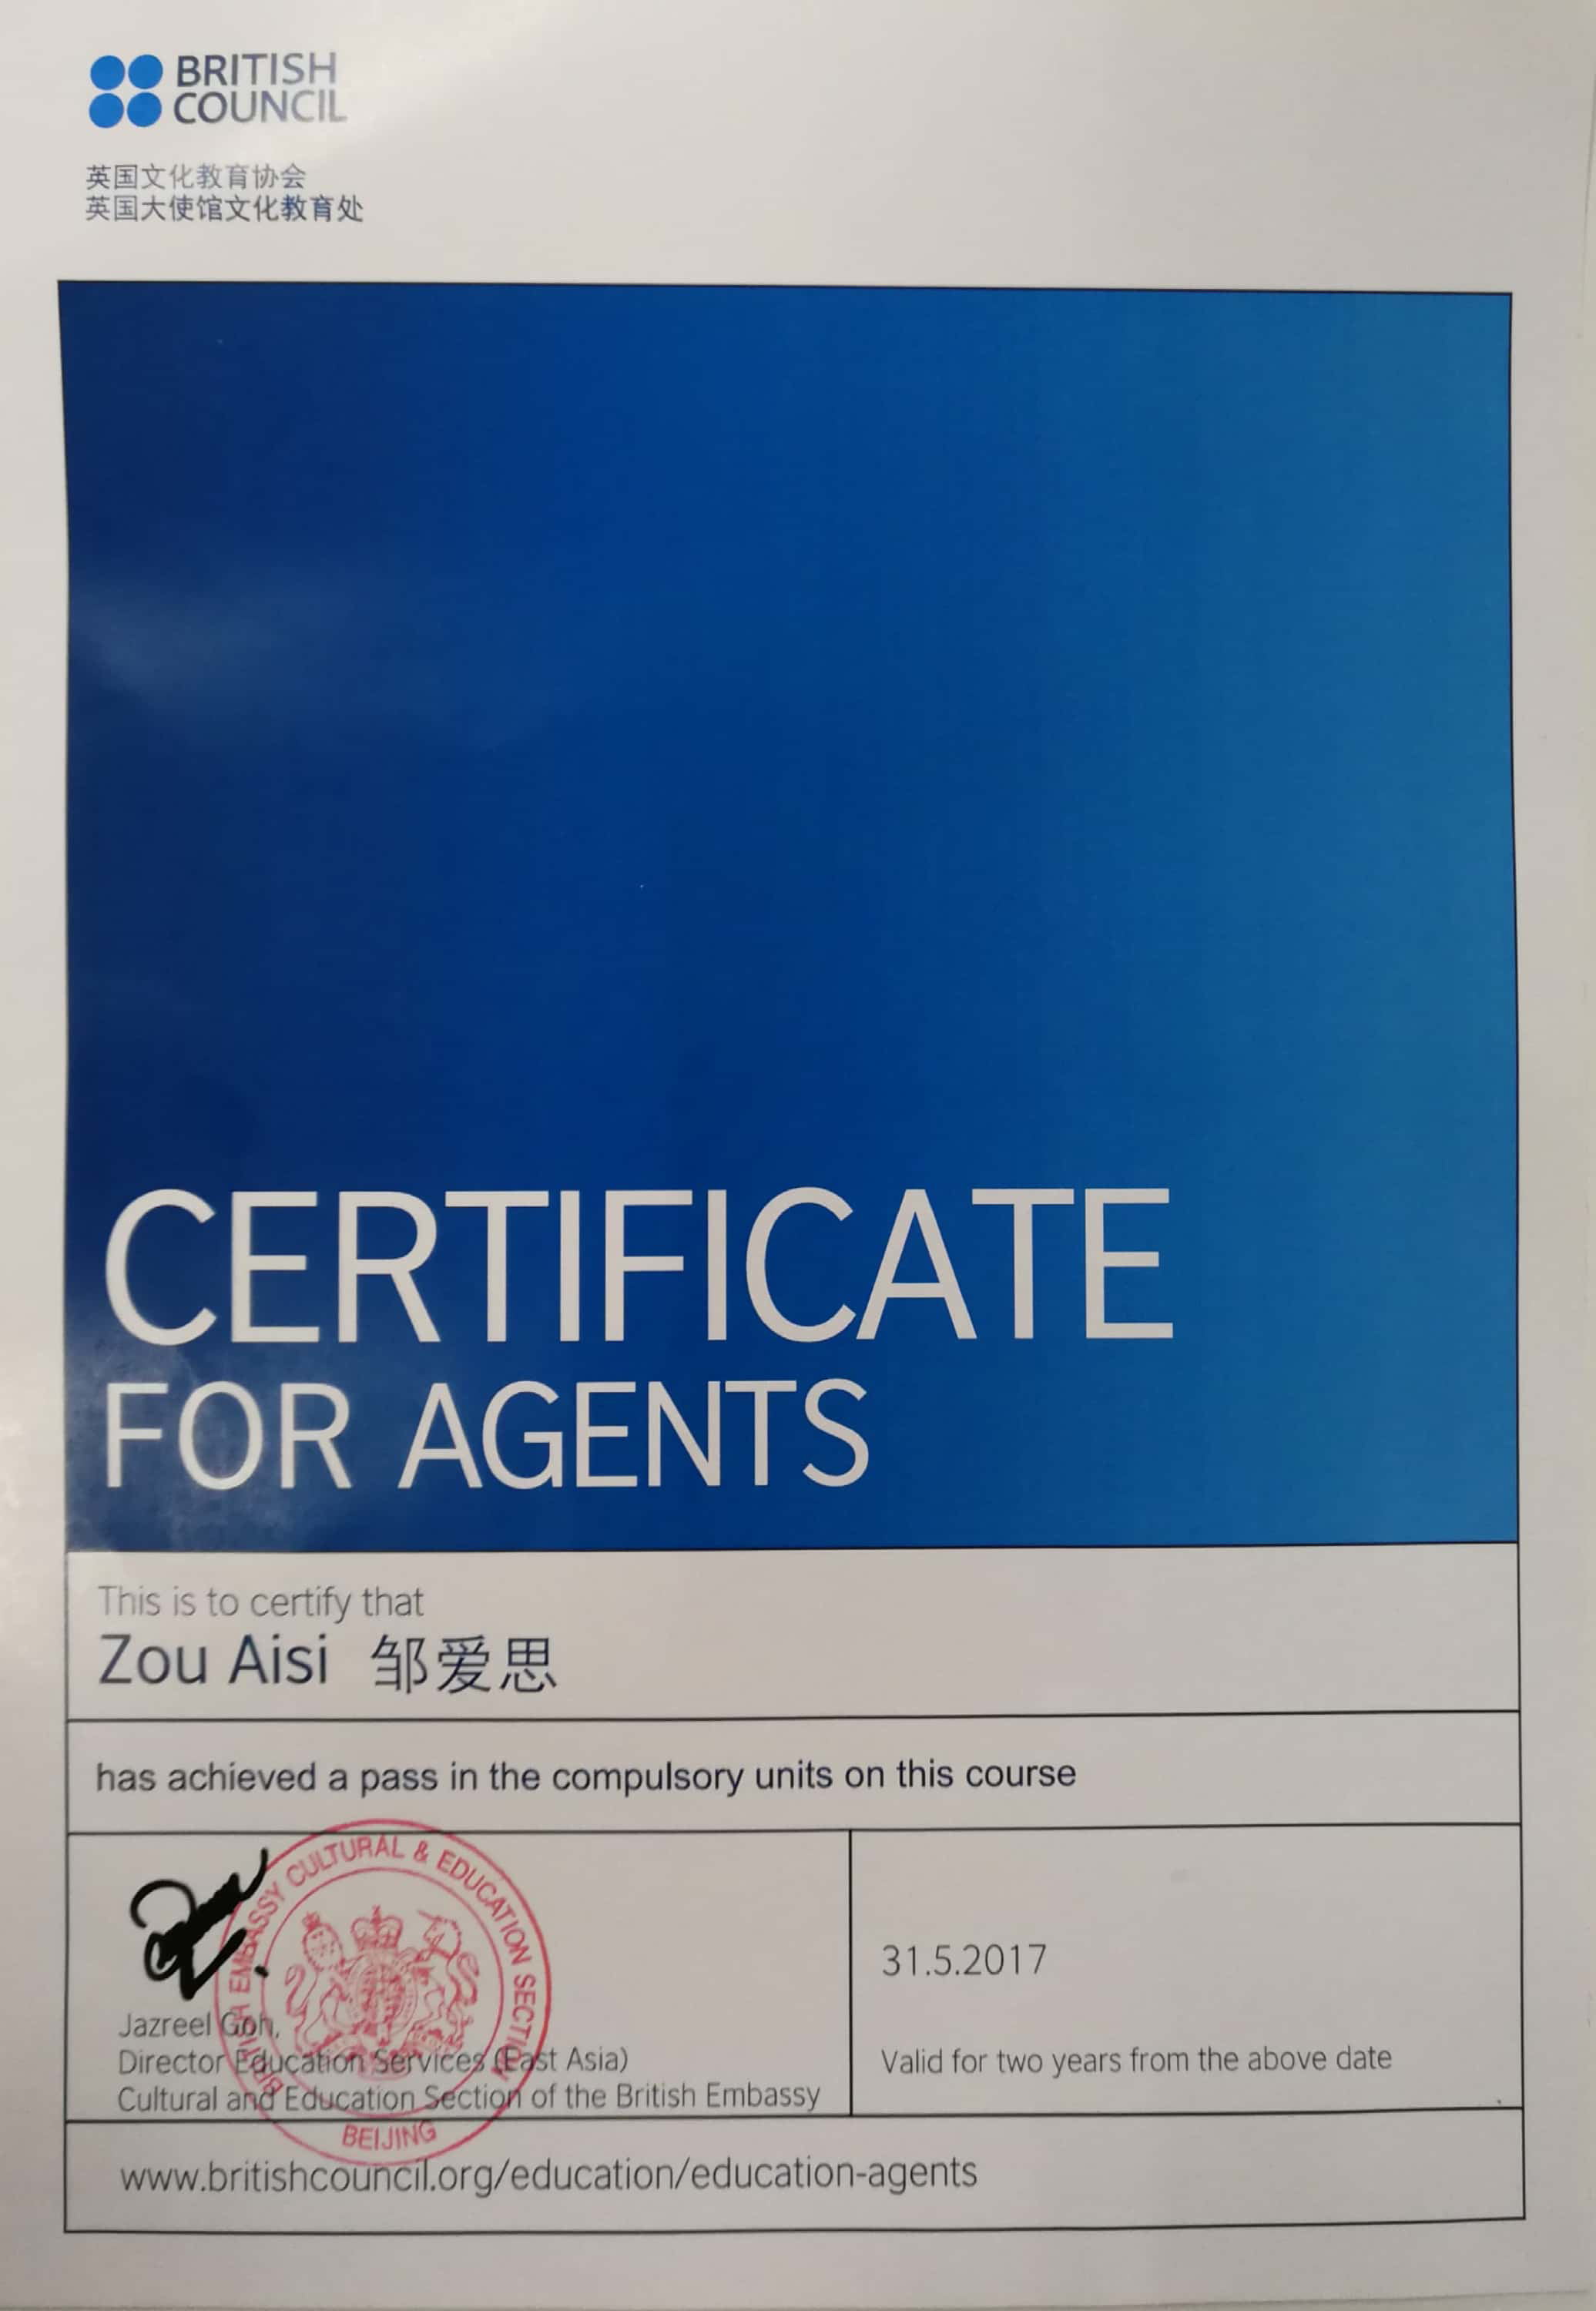 BRITISH
COUNCIL
英国文化教育协会
英国大使馆文化教育处
CERTIFICATE
FOR AGENTS
This is to certify that
Zou Aisi 邹爱思
has achieved a pass in the compulsory units on this course
BRITISH EMBASSY CULTURAL & EDUCATION SECTION
BEIJING
Jazreel Goh,
Director Education Services (East Asia)
Cultural and Education Section of the British Embassy
31.5.2017
Valid for two years from the above date
www.britishcouncil.org/education/education-agents